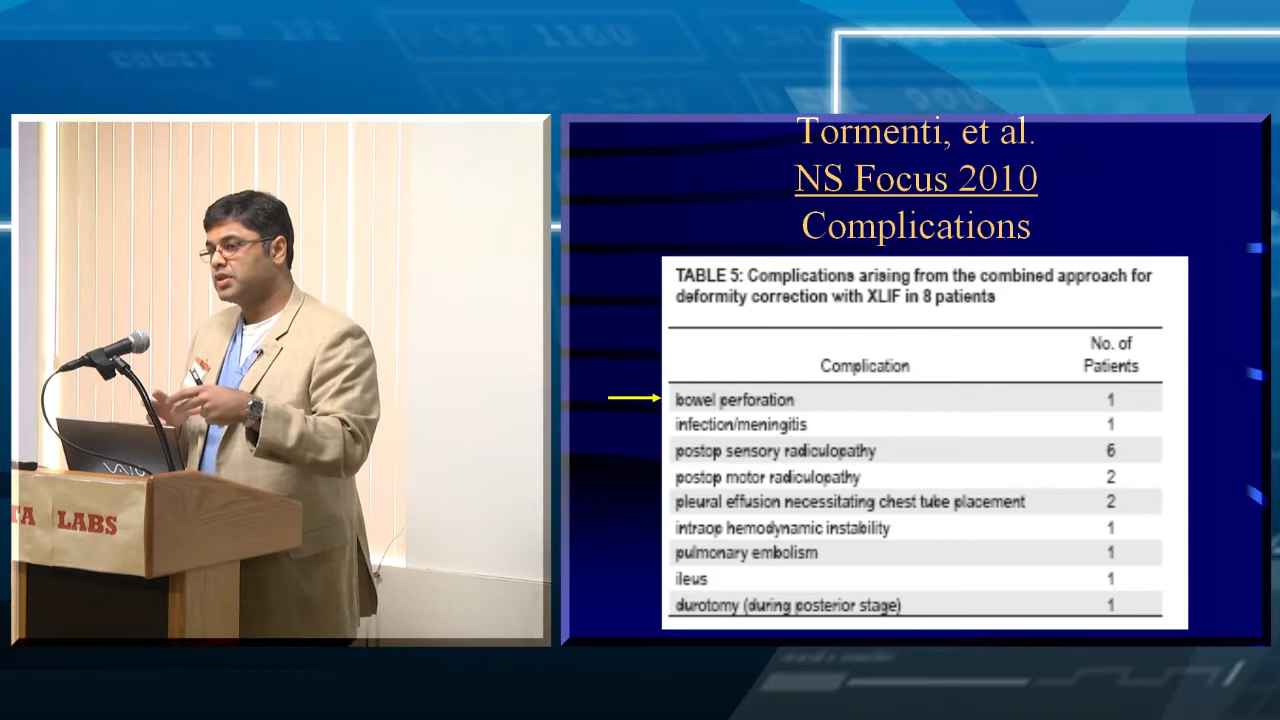 Tormenti, et al.
NS Focus 2010
Complications
TABLE 5: Complications arising from the combined approach for
deformity correction with XLIF in 8 patients
Complication No. of Patients
bowel perforation 1
infection/meningitis 1
postop sensory radiculopathy 6
postop motor radiculopathy 2
pleural effusion necessitating chest tube placement 2
intraop hemodynamic instability 1
pulmonary embolism 1
ileus 1
durotomy (during posterior stage) 1
VAIO
LABS